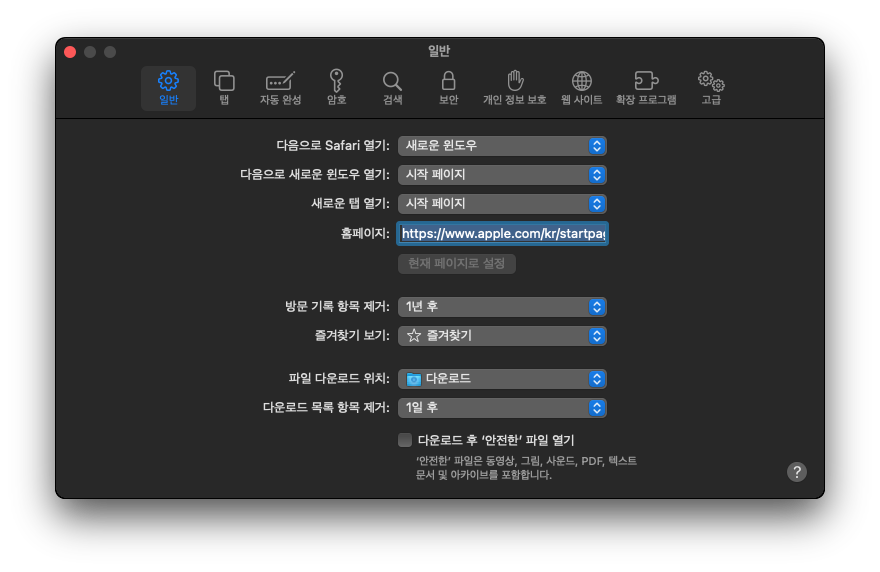 일반
일반
탭
자동 완성
암호
검색
보안
개인 정보 보호
웹 사이트
확장 프로그램
고급
다음으로 Safari 열기: 새로운 윈도우
다음으로 새로운 윈도우 열기: 시작 페이지
새로운 탭 열기: 시작 페이지
홈페이지: https://www.apple.com/kr/startpag
현재 페이지로 설정
방문 기록 항목 제거: 1년 후
즐겨찾기 보기: 즐겨찾기
파일 다운로드 위치: 다운로드
다운로드 목록 항목 제거: 1일 후
다운로드 후 ‘안전한’ 파일 열기
‘안전한’ 파일은 동영상, 그림, 사운드, PDF, 텍스트
문서 및 아카이브를 포함합니다.
?